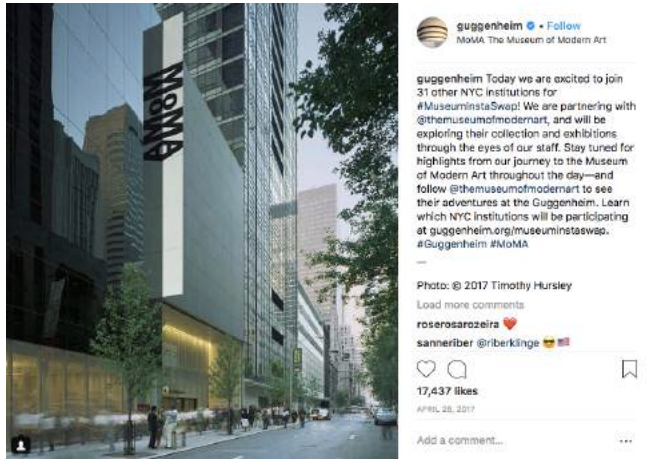 MoMA
MoMA
guggenheim • Follow
MoMA The Museum of Modern Art
guggenheim Today we are excited to join
31 other NYC institutions for
#MuseumInstaSwap! We are partnering with
@themuseumofmodernart, and will be
exploring their collection and exhibitions
through the eyes of our staff. Stay tuned for
highlights from our journey to the Museum
of Modern Art throughout the day—and
follow @themuseumofmodernart to see
their adventures at the Guggenheim. Learn
which NYC institutions will be participating
at guggenheim.org/museuminstaswap.
#Guggenheim #MoMA
—
Photo: © 2017 Timothy Hursley
Load more comments
roserosarozeira ❤️
sanneriber @riberklinge 😎 🇺🇸
17,437 likes
APRIL 28, 2017
Add a comment...